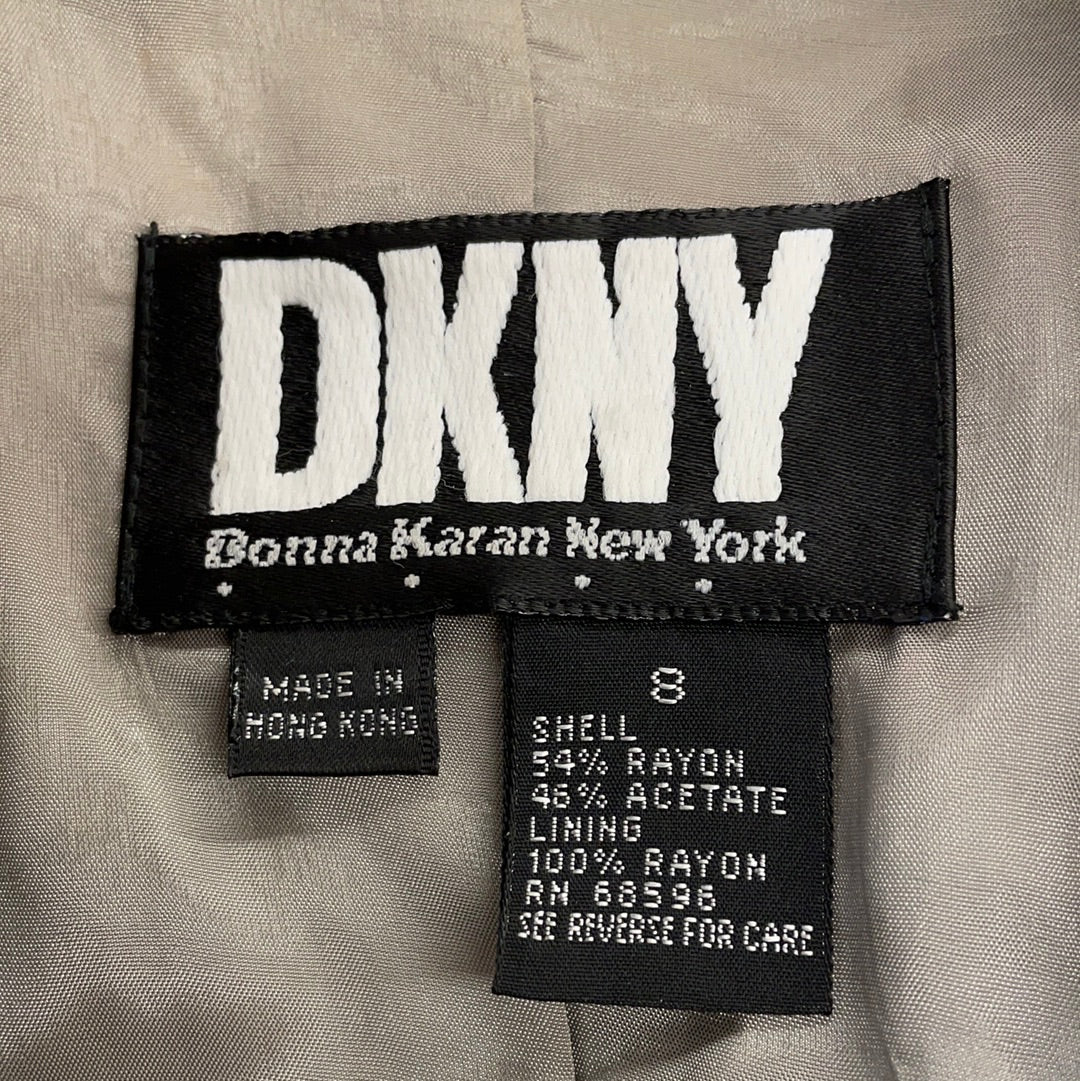 DKNY
Donna Karan New York
MADE IN
HONG KONG
8
SHELL
54% RAYON
46% ACETATE
LINING
100% RAYON
RN 68596
SEE REVERSE FOR CARE